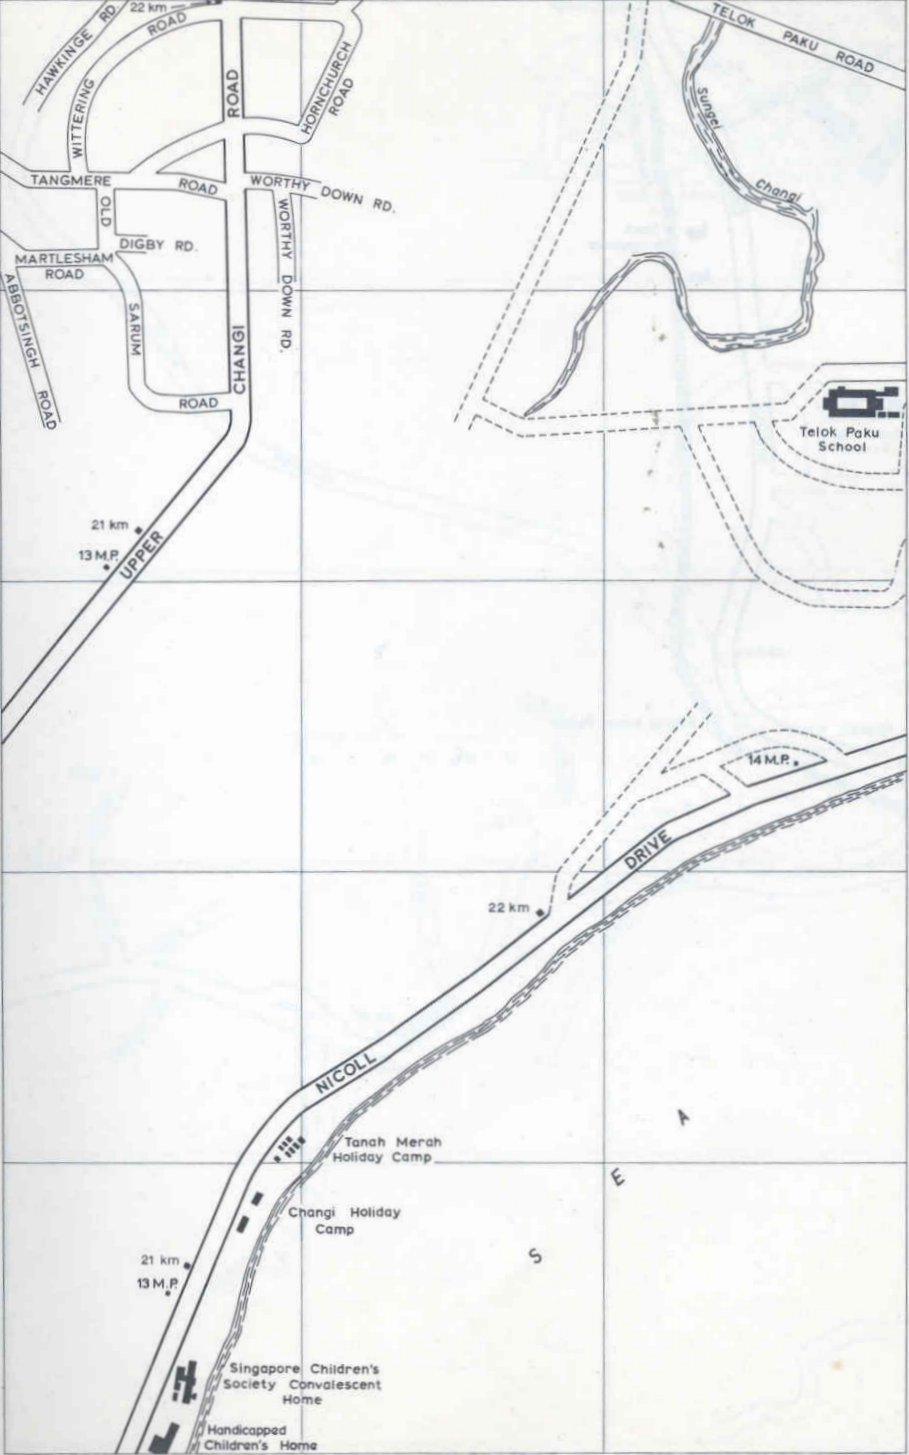 22 km
HAWKINGE RD.
ROAD
WITTERING
ROAD
HORNCHURCH
ROAD
TELOK PAKU ROAD
Sungei Changi
TANGMERE ROAD
WORTHY DOWN RD.
OLD
WORTHY DOWN RD.
DIGBY RD.
MARTLESHAM
ROAD
ABBOTSINGH ROAD
SARUM
ROAD
CHANGI
UPPER
Telok Paku
School
21 km
13 M.P.
14 M.P.
DRIVE
22 km
NICOLL
Tanah Merah
Holiday Camp
Changi Holiday
Camp
S E A
21 km
13 M.P.
Singapore Children's
Society Convalescent
Home
Handicapped
Children's Home